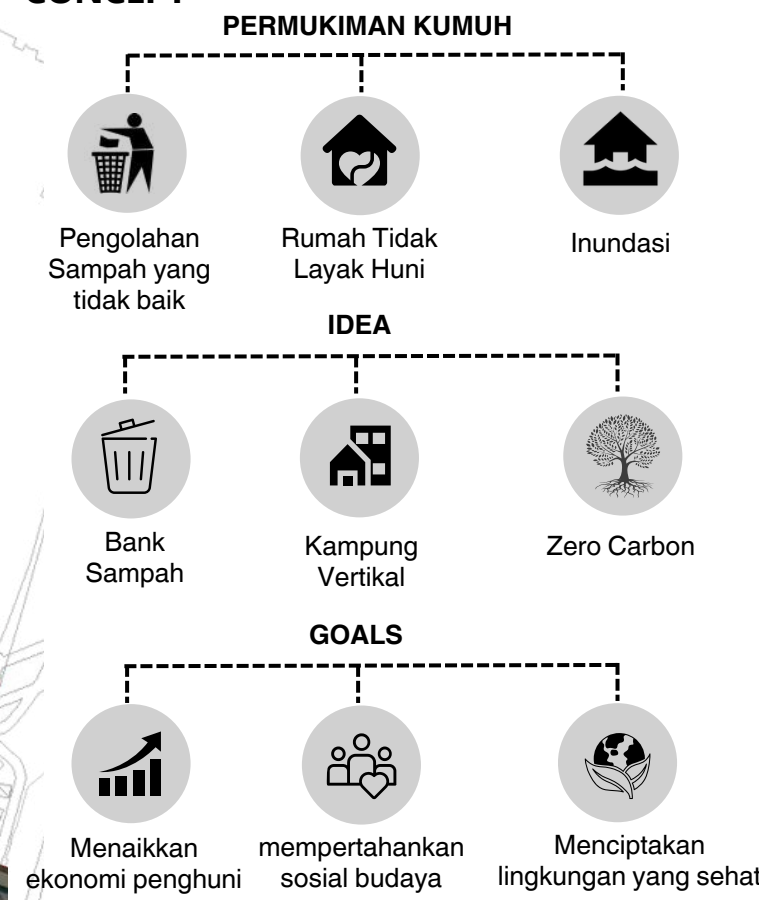 CONCEPT
PERMUKIMAN KUMUH
Pengolahan
Sampah yang
tidak baik
Rumah Tidak
Layak Huni
Inundasi
IDEA
Bank
Sampah
Kampung
Vertikal
Zero Carbon
GOALS
Menaikkan
ekonomi penghuni
mempertahankan
sosial budaya
Menciptakan
lingkungan yang sehat